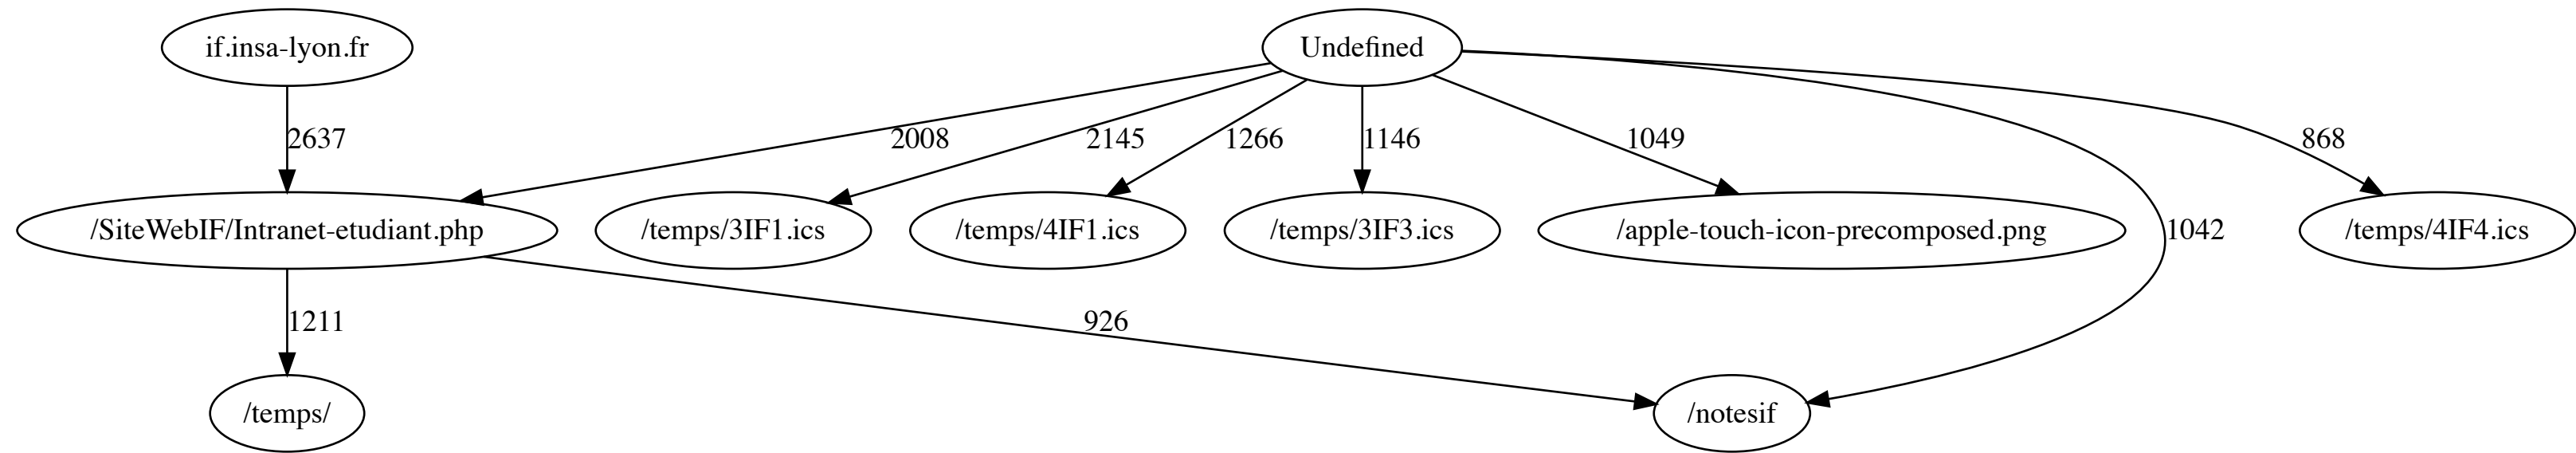 if.insa-lyon.fr
Undefined
2637
2008
2145
1266
1146
1049
868
/SiteWebIF/Intranet-etudiant.php
/temps/3IF1.ics
/temps/4IF1.ics
/temps/3IF3.ics
/apple-touch-icon-precomposed.png
1042
/temps/4IF4.ics
1211
926
/temps/
/notesif